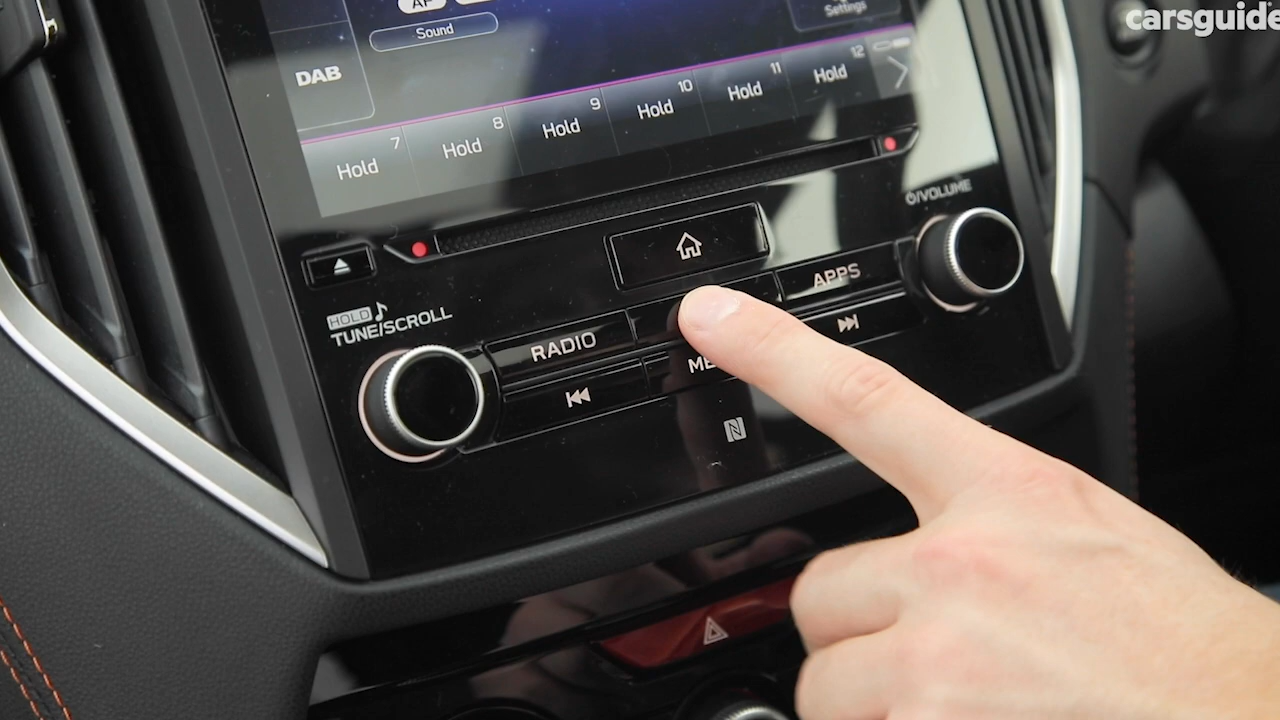 carsguide
AF
Sound
Settings
DAB
Hold 7
Hold 8
Hold 9
Hold 10
Hold 11
Hold 12
⏻/VOLUME
HOLD
TUNE/SCROLL
RADIO
APPS